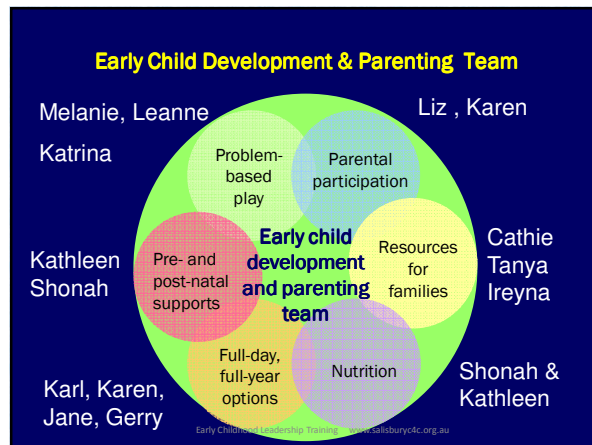 Early Child Development & Parenting Team
Melanie, Leanne
Katrina
Liz , Karen
Problem-
based
play
Parental
participation
Kathleen
Shonah
Pre- and
post-natal
supports
Early child
development
and parenting
team
Resources
for
families
Cathie
Tanya
Ireyna
Karl, Karen,
Jane, Gerry
Full-day,
full-year
options
Nutrition
Shonah &
Kathleen
Early Childhood Leadership Training www.salisburyc4c.org.au